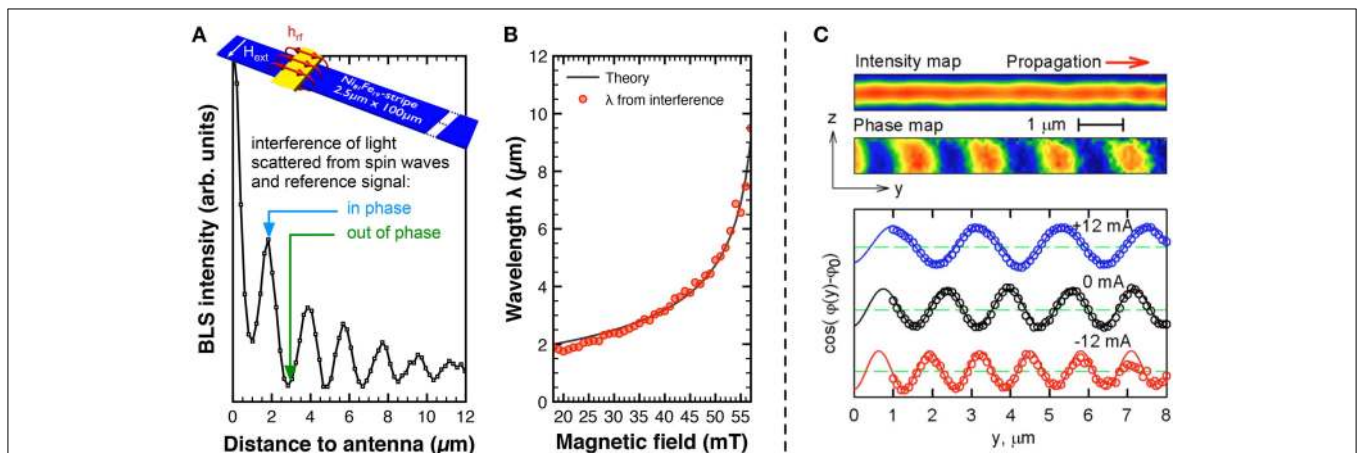 A
H_ext
h_rf
Ni₈₁Fe₁₉-stripe
2.5µm x 100µm
interference of light
scattered from spin waves
and reference signal:
in phase
out of phase
BLS intensity (arb. units)
0 2 4 6 8 10 12
Distance to antenna (µm)
B
12
10
8
6
4
2
0
Theory
λ from interference
Wavelength λ (µm)
20 25 30 35 40 45 50 55
Magnetic field (mT)
C
Intensity map Propagation
z
Phase map 1 µm
y
+12 mA
0 mA
-12 mA
cos( φ(y)-φ₀)
0 1 2 3 4 5 6 7 8
y, µm